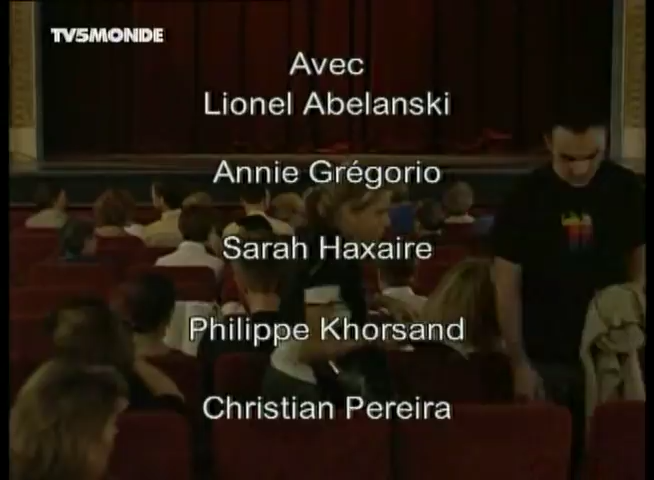 TV5MONDE
Avec
Lionel Abelanski
Annie Grégorio
Sarah Haxaire
Philippe Khorsand
Christian Pereira